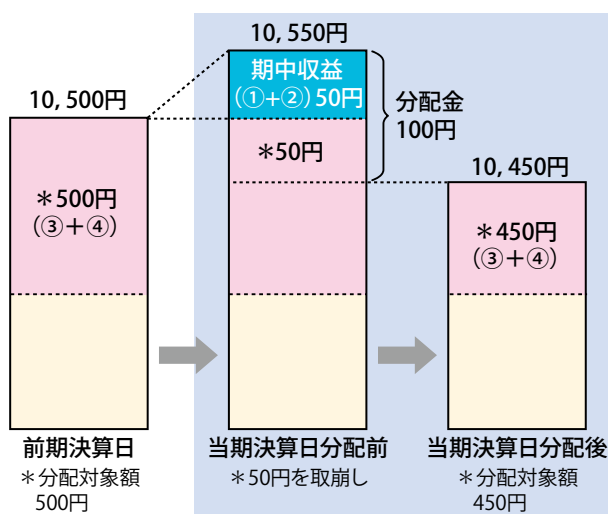 10,550円
期中収益
(①+②)50円
分配金
100円
10,500円
＊50円
10,450円
＊500円
(③＋④)
＊450円
(③＋④)
前期決算日
＊分配対象額
500円
当期決算日分配前
＊50円を取崩し
当期決算日分配後
＊分配対象額
450円